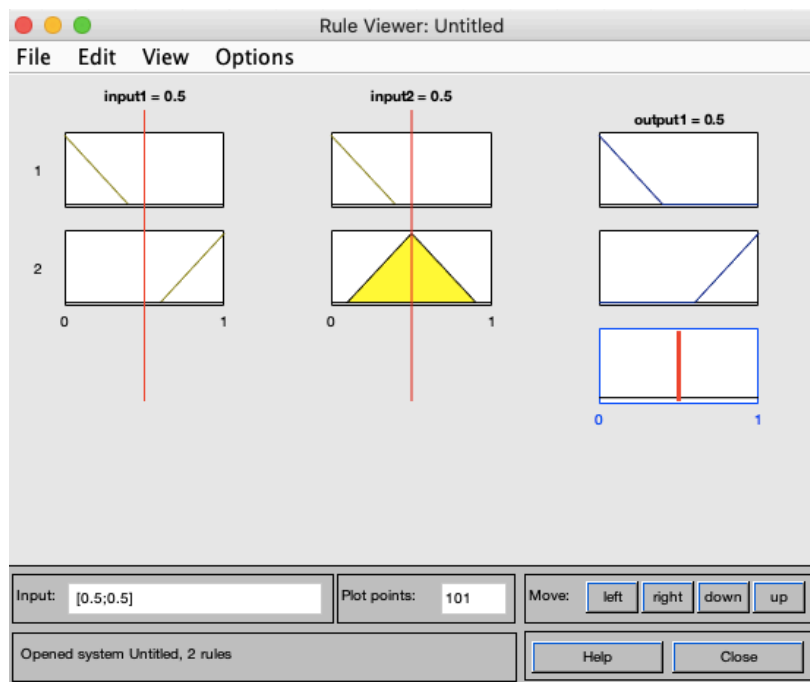 Rule Viewer: Untitled
File Edit View Options
input1 = 0.5
input2 = 0.5
output1 = 0.5
1
2
0 1
0 1
0 1
Input: [0.5;0.5]
Plot points: 101
Move: left right down up
Opened system Untitled, 2 rules
Help Close